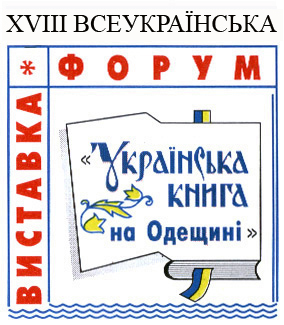 XVIII ВСЕУКРАЇНСЬКА
ВИСТАВКА * ФОРУМ
«Українська
книга
на Одещині»